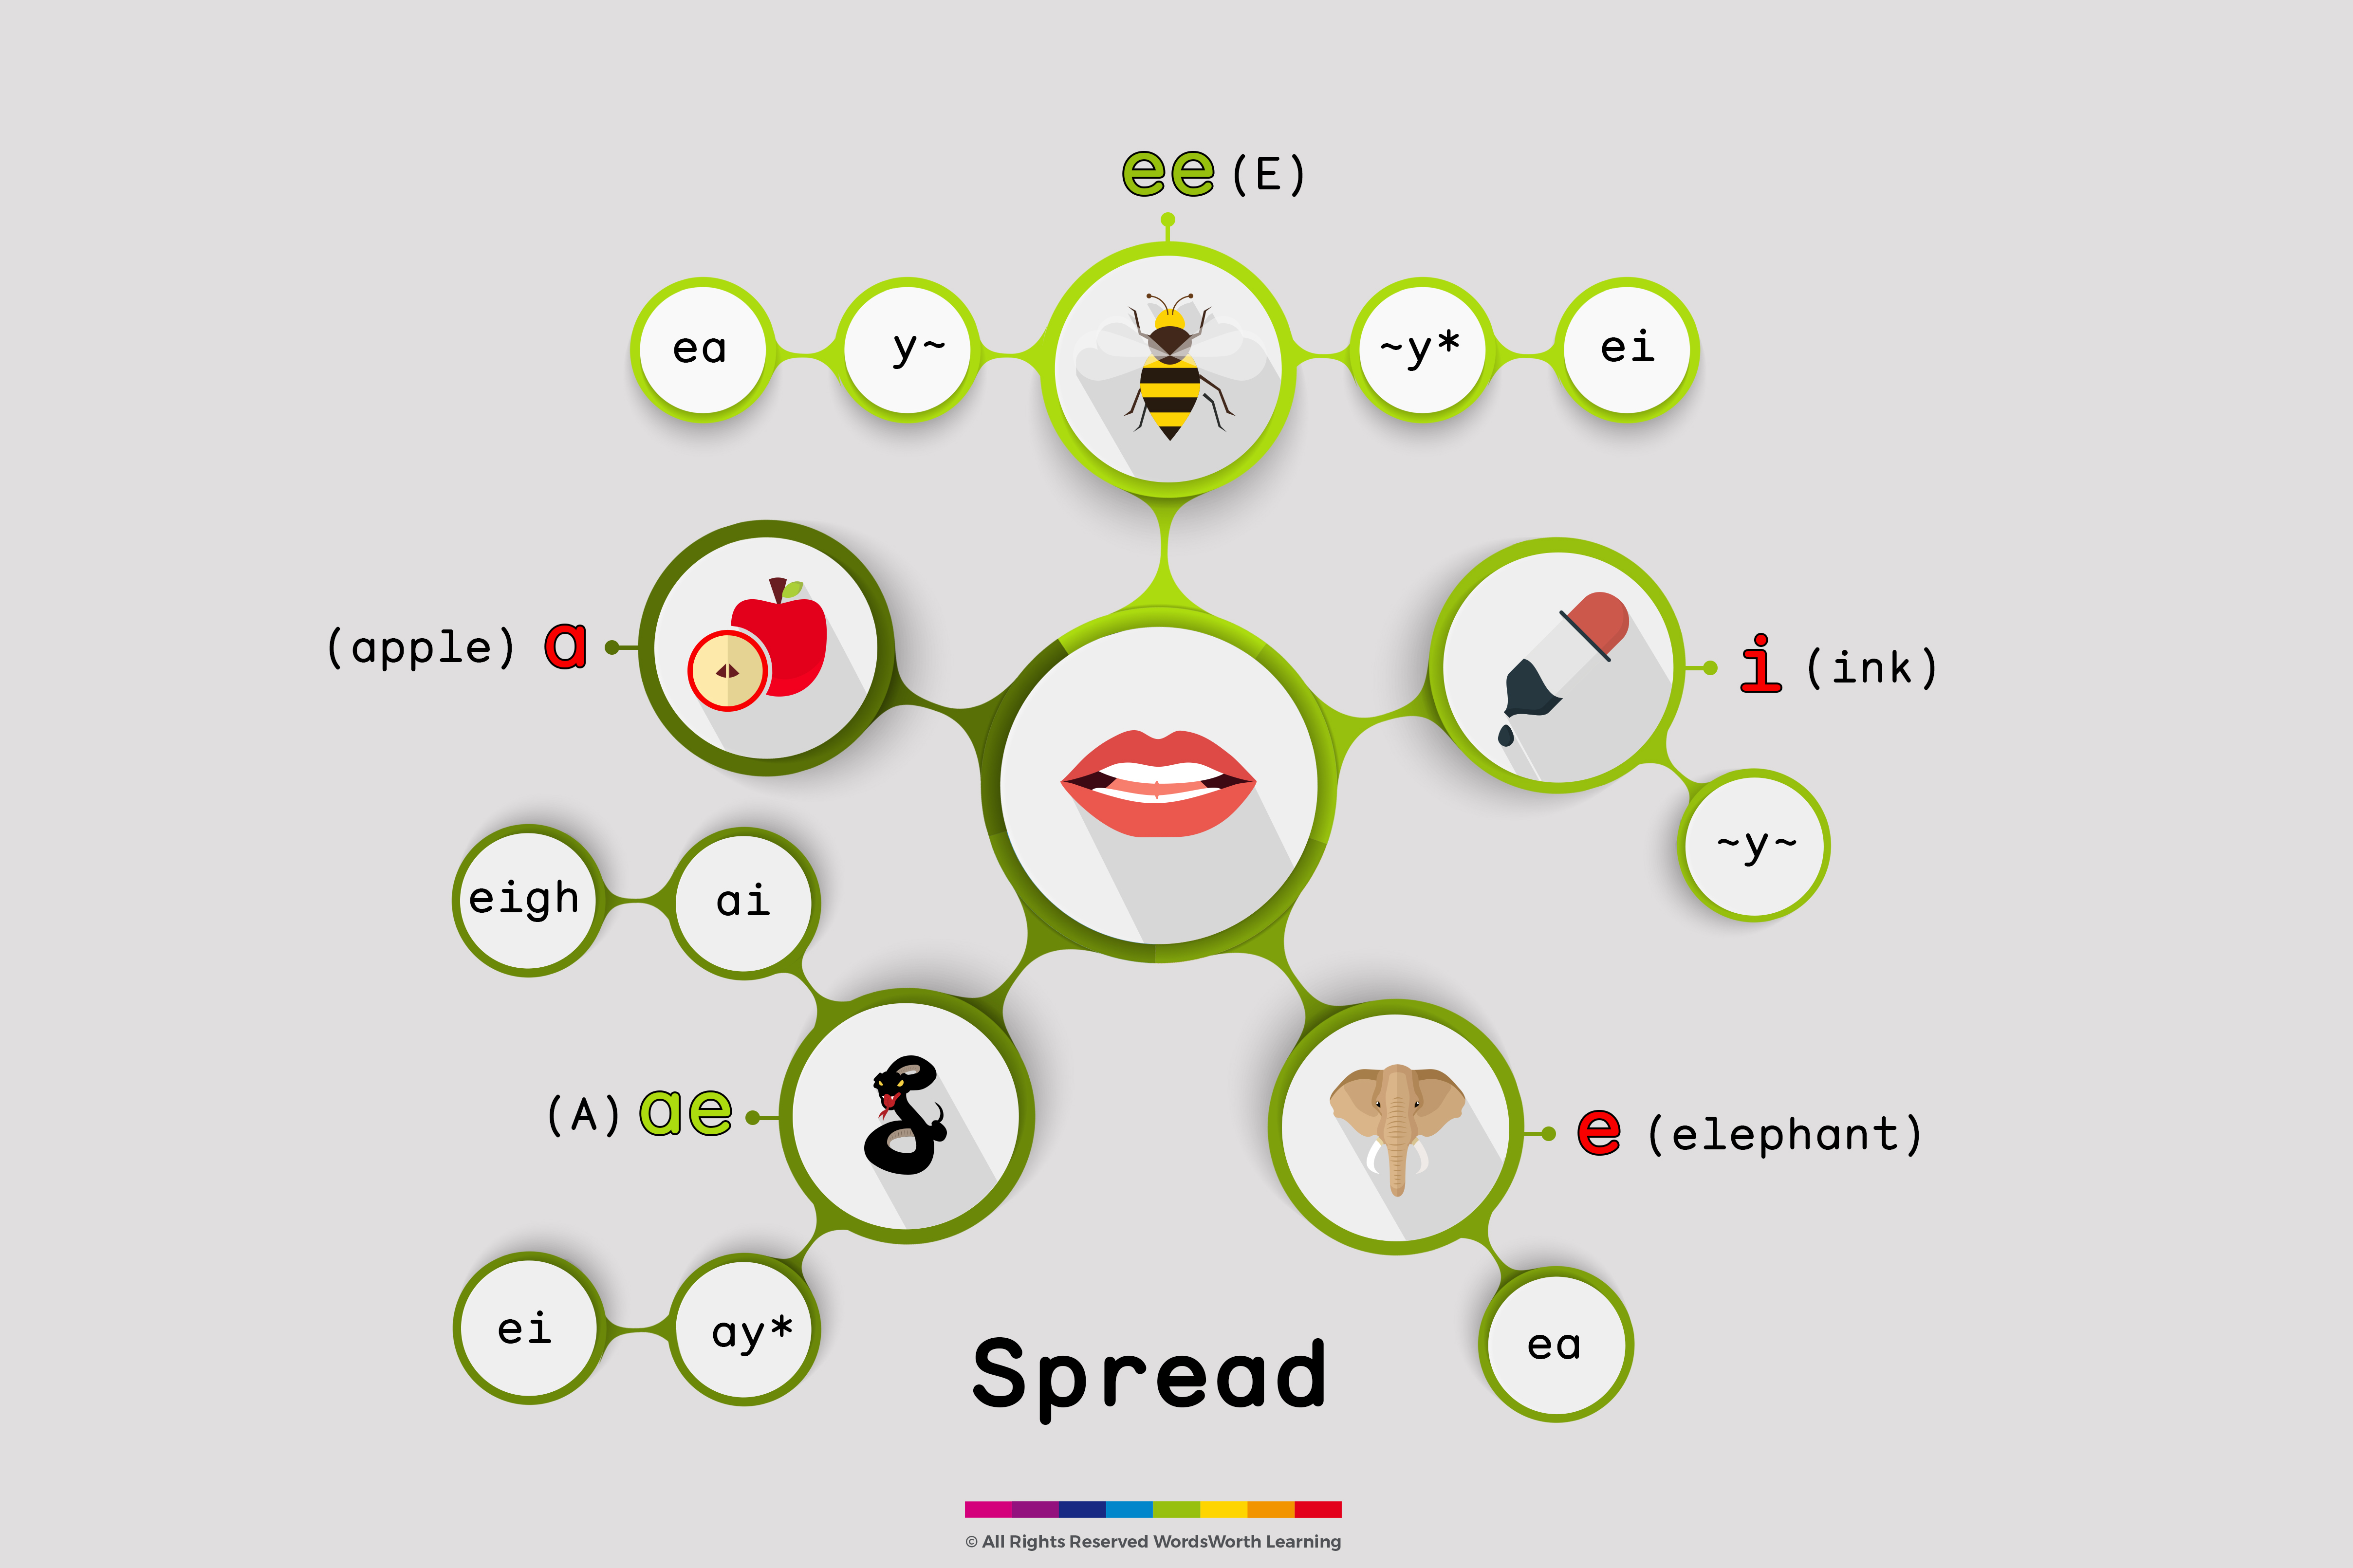 ee (E)
ea
y~
~y*
ei
(apple) a
i (ink)
~y~
eigh
ai
(A) ae
e (elephant)
ei
ay*
ea
Spread
© All Rights Reserved WordsWorth Learning